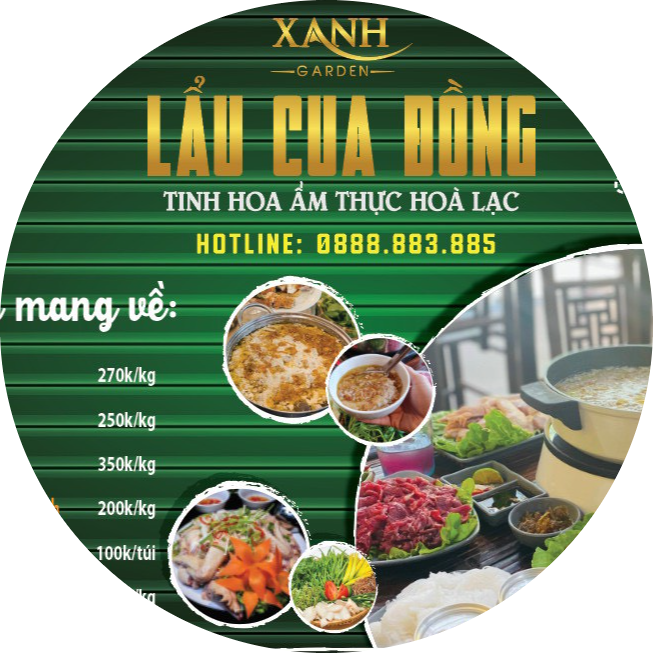 XANH
GARDEN
LẨU CUA ĐỒNG
TINH HOA ẨM THỰC HOÀ LẠC
HOTLINE: 0888.883.885
mang về:
270k/kg
250k/kg
350k/kg
200k/kg
100k/túi